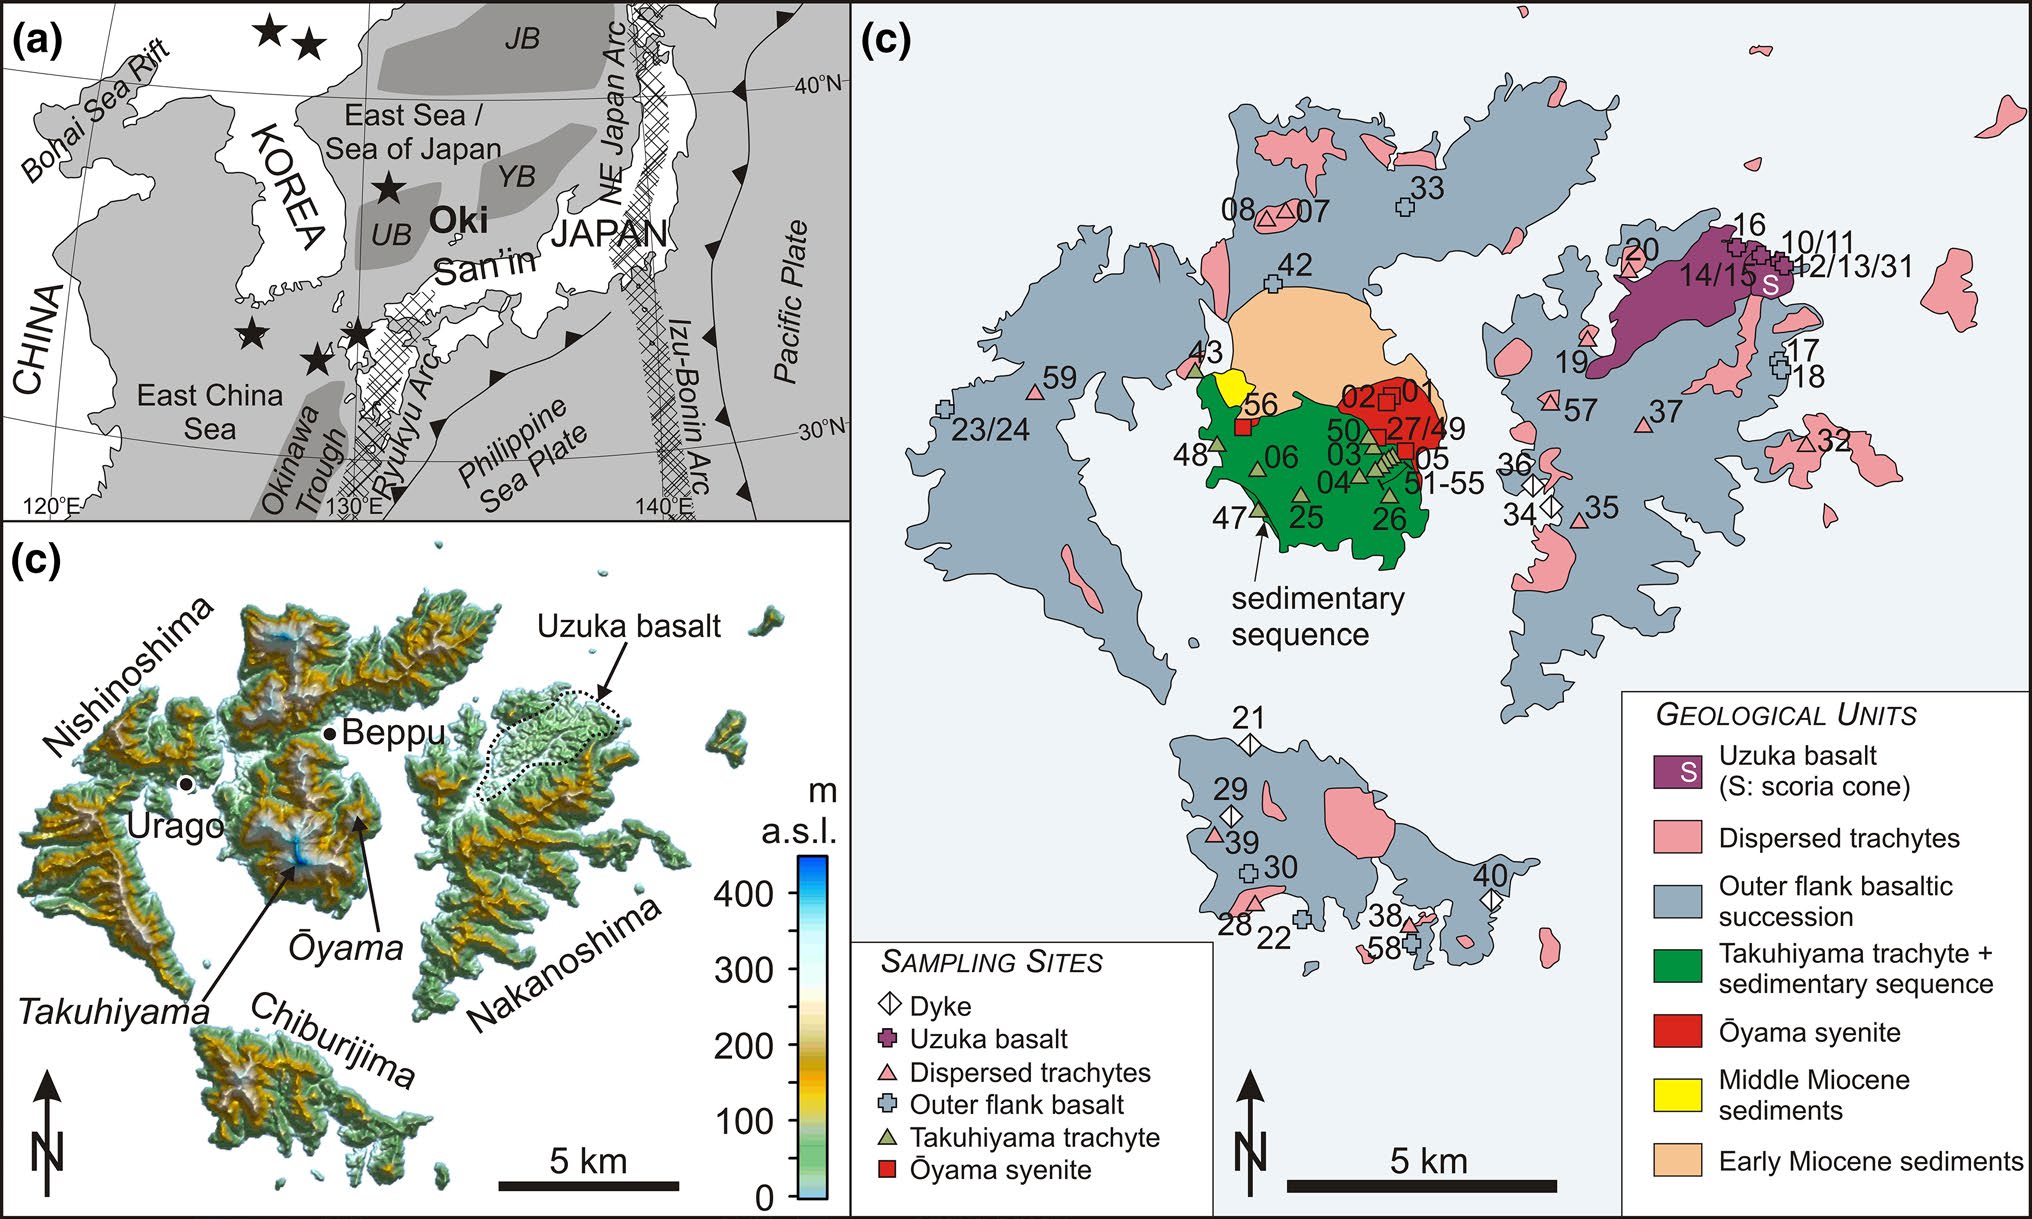 (a)
JB
40°N
Bohai Sea Rift
East Sea /
Sea of Japan
NE Japan Arc
KOREA
YB
Oki
UB
JAPAN
San'in
Pacific Plate
CHINA
East China
Sea
Ryukyu Arc
Philippine
Sea Plate
Izu-Bonin Arc
30°N
Okinawa
Trough
120°E
130°E
140°E
(c)
Nishinoshima
Uzuka basalt
Beppu
Urago
m
a.s.l.
400
300
200
100
0
Ōyama
Takuhiyama
Nakanoshima
Chiburijima
N
5 km
(c)
33
08
07
42
16
20
10/11
14/15
12/13/31
S
43
59
19
17
18
02
01
56
57
23/24
50
27/49
37
48
06
03
05
32
04
51-55
36
47
25
26
34
35
sedimentary
sequence
21
29
39
30
40
28
22
38
58
SAMPLING SITES
Dyke
Uzuka basalt
Dispersed trachytes
Outer flank basalt
Takuhiyama trachyte
Ōyama syenite
N
5 km
GEOLOGICAL UNITS
S
Uzuka basalt
(S: scoria cone)
Dispersed trachytes
Outer flank basaltic
succession
Takuhiyama trachyte +
sedimentary sequence
Ōyama syenite
Middle Miocene
sediments
Early Miocene sediments